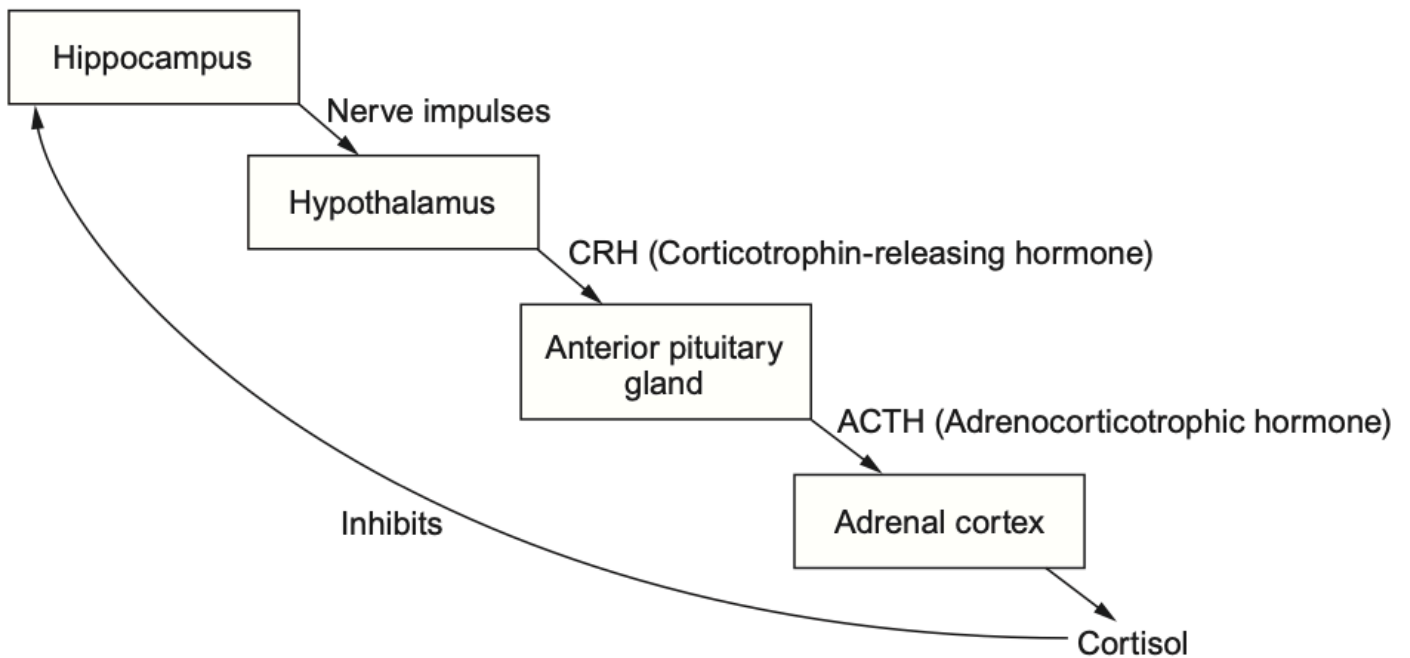 Hippocampus
Nerve impulses
Hypothalamus
CRH (Corticotrophin-releasing hormone)
Anterior pituitary
gland
ACTH (Adrenocorticotrophic hormone)
Inhibits
Adrenal cortex
Cortisol